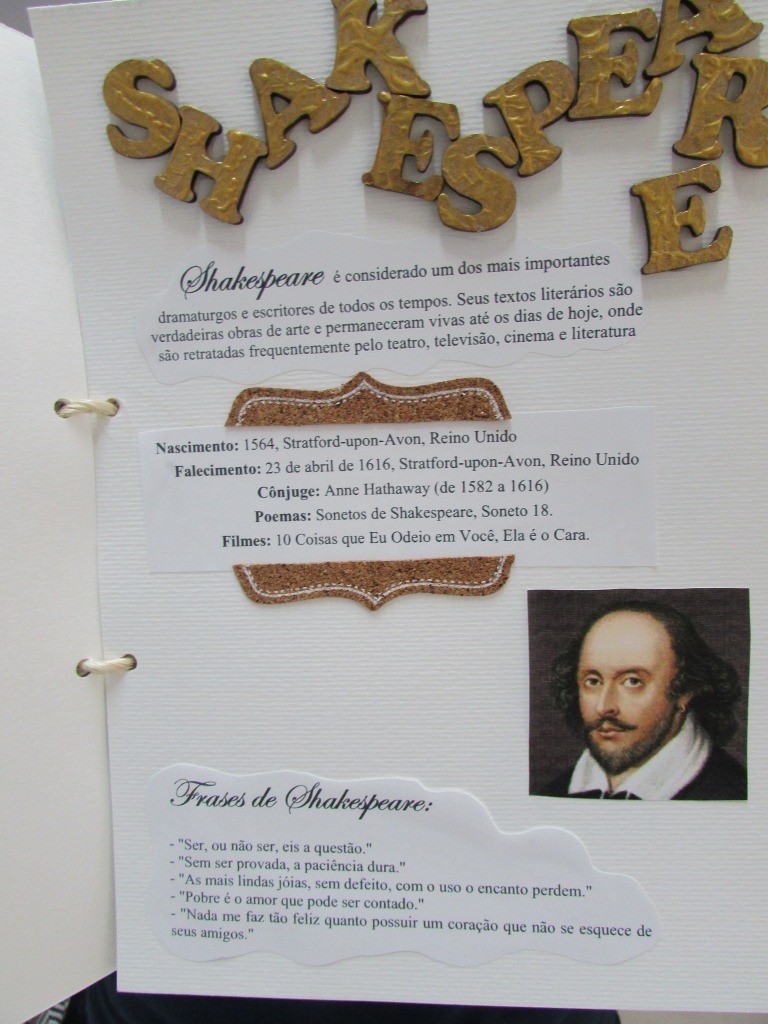 SHAKESPEARE
Shakespeare é considerado um dos mais importantes
dramaturgos e escritores de todos os tempos. Seus textos literários são
verdadeiras obras de arte e permaneceram vivas até os dias de hoje, onde
são retratadas frequentemente pelo teatro, televisão, cinema e literatura
Nascimento: 1564, Stratford-upon-Avon, Reino Unido
Falecimento: 23 de abril de 1616, Stratford-upon-Avon, Reino Unido
Cônjuge: Anne Hathaway (de 1582 a 1616)
Poemas: Sonetos de Shakespeare, Soneto 18.
Filmes: 10 Coisas que Eu Odeio em Você, Ela é o Cara.
Frases de Shakespeare:
- "Ser, ou não ser, eis a questão."
- "Sem ser provada, a paciência dura."
- "As mais lindas jóias, sem defeito, com o uso o encanto perdem."
- "Pobre é o amor que pode ser contado."
- "Nada me faz tão feliz quanto possuir um coração que não se esquece de
seus amigos."